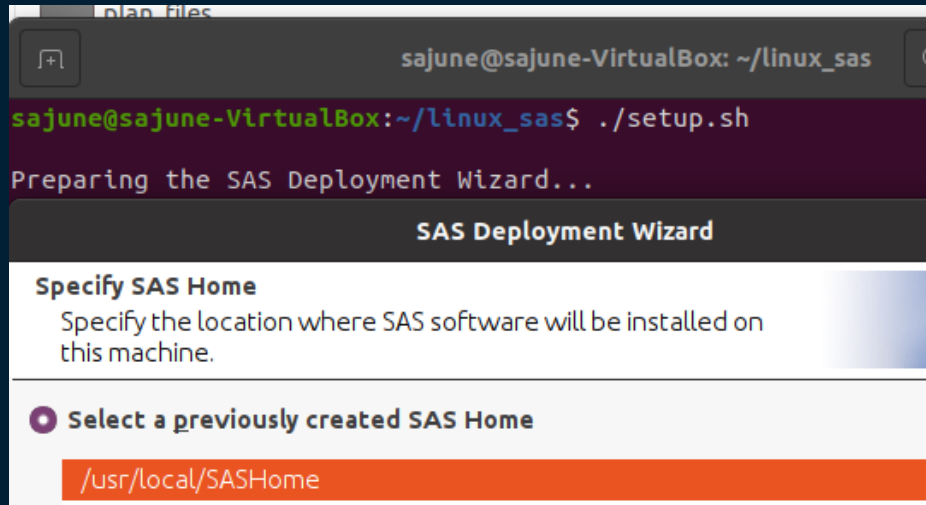 plan files
sajune@sajune-VirtualBox: ~/linux_sas
sajune@sajune-VirtualBox:~/linux_sas$ ./setup.sh
Preparing the SAS Deployment Wizard...
SAS Deployment Wizard
Specify SAS Home
Specify the location where SAS software will be installed on
this machine.
Select a previously created SAS Home
/usr/local/SASHome